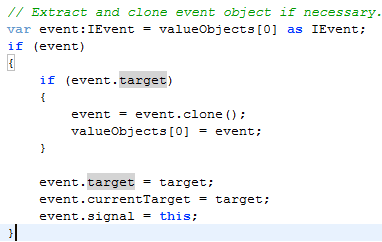 // Extract and clone event object if necessary.
var event:IEvent = valueObjects[0] as IEvent;
if (event)
{
if (event.target)
{
event = event.clone();
valueObjects[0] = event;
}
event.target = target;
event.currentTarget = target;
event.signal = this;
}